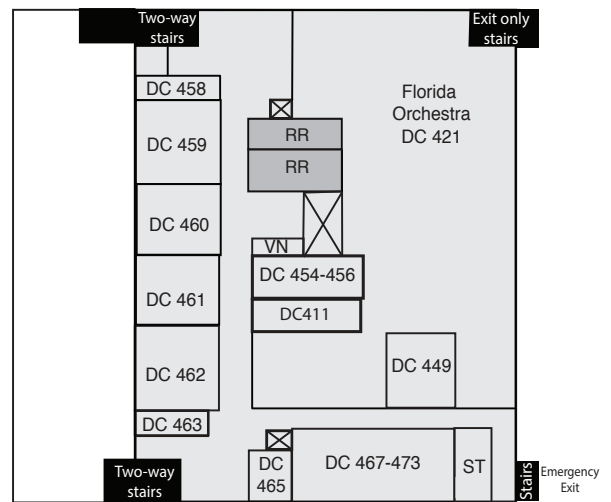 Two-way
stairs
Exit only
stairs
DC 458
Florida
Orchestra
DC 421
DC 459
RR
RR
DC 460
VN
DC 454-456
DC 461
DC411
DC 462
DC 449
DC 463
Two-way
stairs
DC
465
DC 467-473
ST
Stairs
Emergency
Exit